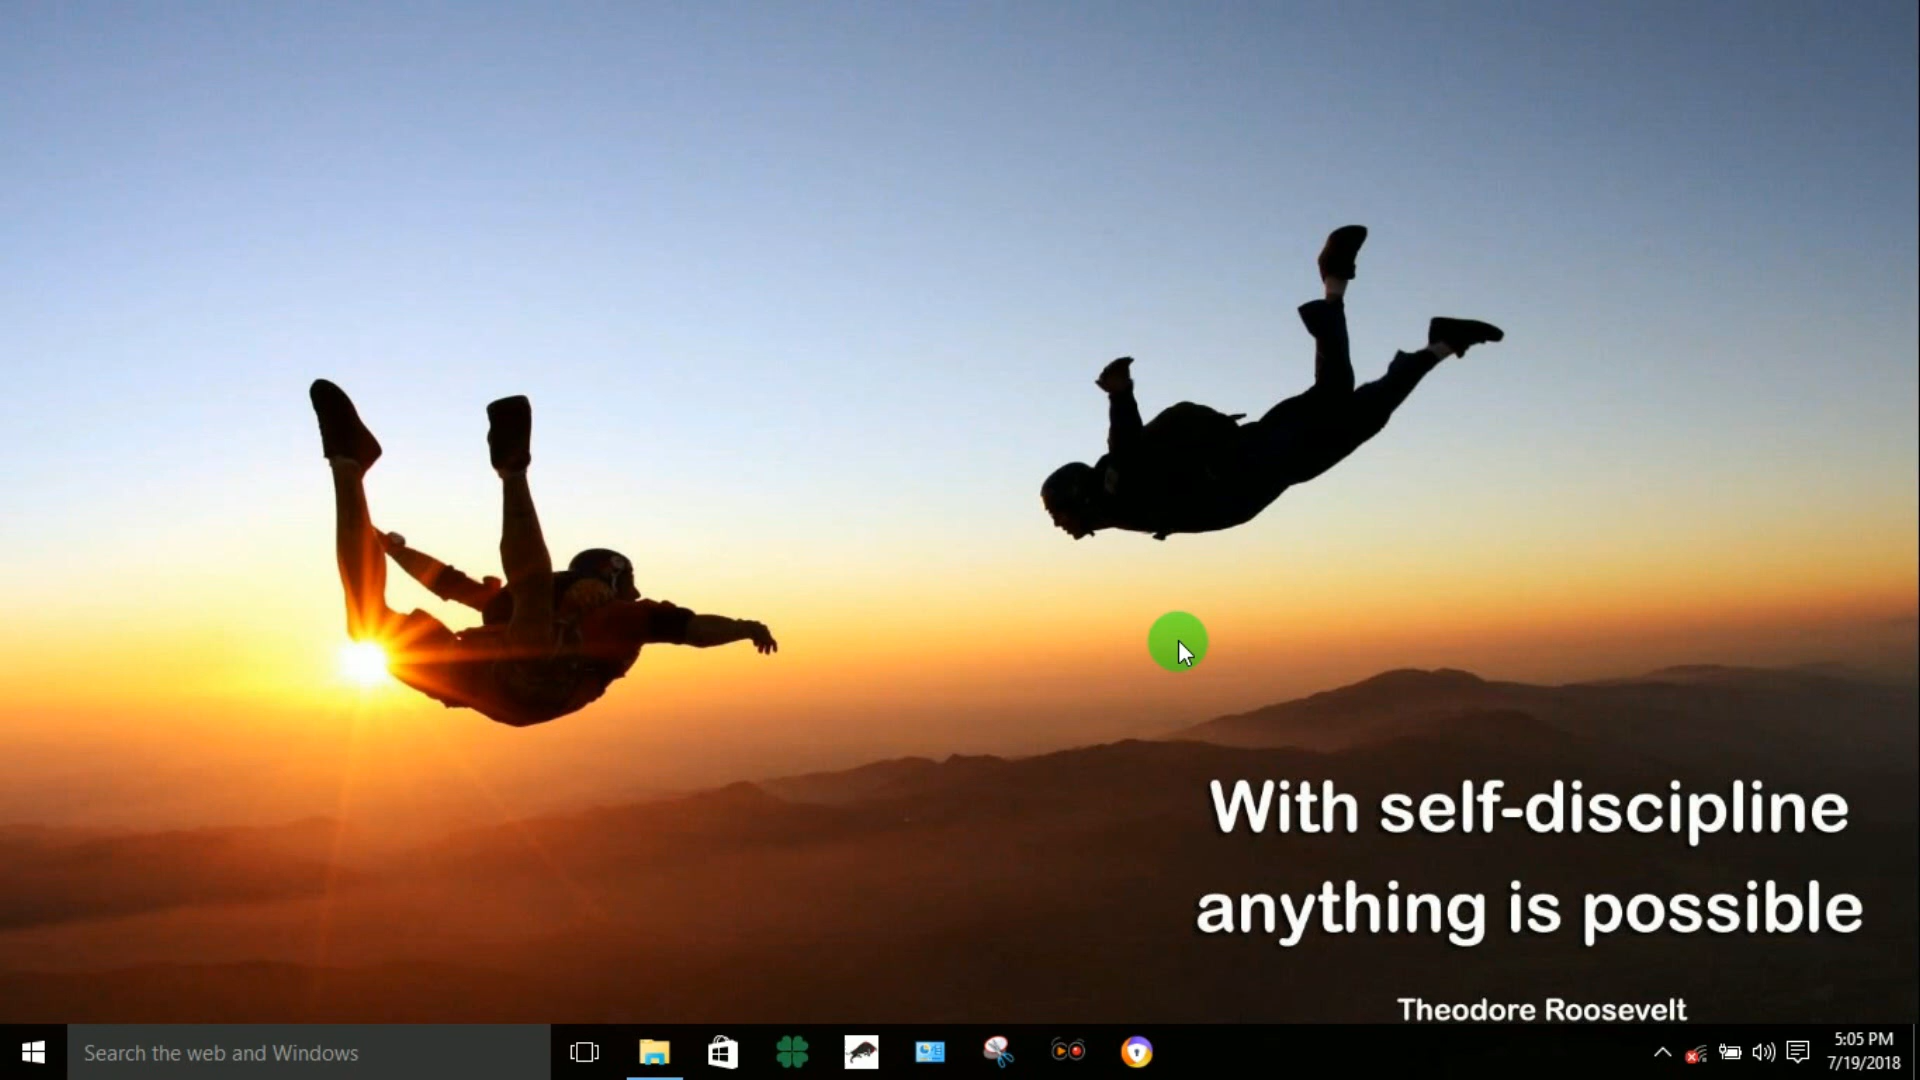 With self-discipline
anything is possible
Theodore Roosevelt
Search the web and Windows
5:05 PM
7/19/2018